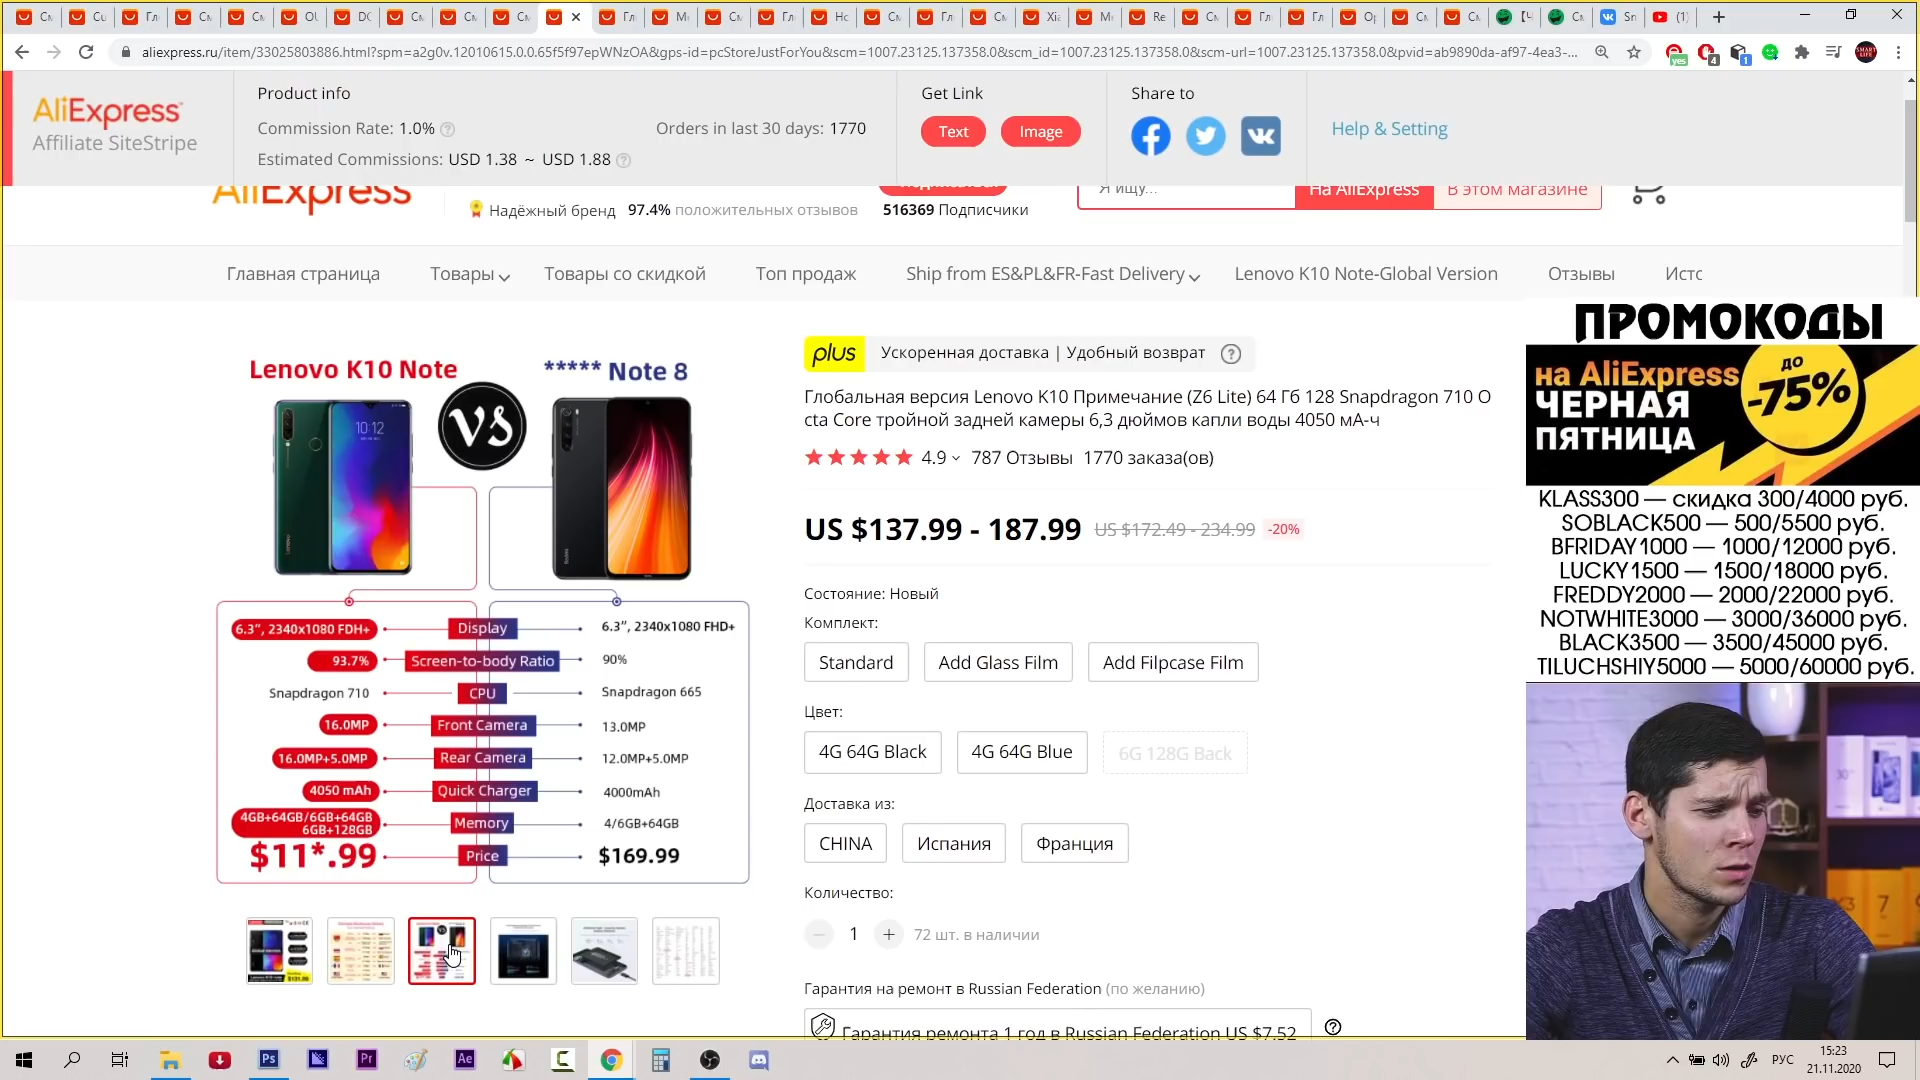 aliexpress.ru/item/33025803886.html?spm=a2g0v.12010615.0.0.65f5f97epWNzOA&gps-id=pcStoreJustForYou&scm=1007.23125.137358.0&scm_id=1007.23125.137358.0&scm-url=1007.23125.137358.0&pvid=ab9890da-af97-4ea3-...
AliExpress
Affiliate SiteStripe
Product info
Commission Rate: 1.0%
Orders in last 30 days: 1770
Estimated Commissions: USD 1.38 ~ USD 1.88
Get Link
Text
Image
Share to
Help & Setting
AliExpress
Надёжный бренд 97.4% положительных отзывов
516369 Подписчики
Я ищу...
На AliExpress
В этом магазине
Главная страница
Товары
Товары со скидкой
Топ продаж
Ship from ES&PL&FR-Fast Delivery
Lenovo K10 Note-Global Version
Отзывы
Исто
Lenovo K10 Note
VS
***** Note 8
10:12
6.3”, 2340x1080 FDH+ Display 6.3”, 2340x1080 FHD+
93.7% Screen-to-body Ratio 90%
Snapdragon 710 CPU Snapdragon 665
16.0MP Front Camera 13.0MP
16.0MP+5.0MP Rear Camera 12.0MP+5.0MP
4050 mAh Quick Charger 4000mAh
4GB+64GB/6GB+64GB
6GB+128GB Memory 4/6GB+64GB
$11*.99 Price $169.99
plus Ускоренная доставка | Удобный возврат
Глобальная версия Lenovo K10 Примечание (Z6 Lite) 64 Гб 128 Snapdragon 710 O
cta Core тройной задней камеры 6,3 дюймов капли воды 4050 мА-ч
4.9 787 Отзывы 1770 заказа(ов)
US $137.99 - 187.99 US $172.49 - 234.99 -20%
Состояние: Новый
Комплект:
Standard
Add Glass Film
Add Filpcase Film
Цвет:
4G 64G Black
4G 64G Blue
6G 128G Back
Доставка из:
CHINA
Испания
Франция
Количество:
1
72 шт. в наличии
Гарантия на ремонт в Russian Federation (по желанию)
Гарантия ремонта 1 год в Russian Federation US $7.52
ПРОМОКОДЫ
на AliExpress
ЧЕРНАЯ
ПЯТНИЦА
ДО
-75%
KLASS300 — скидка 300/4000 руб.
SOBLACK500 — 500/5500 руб.
BFRIDAY1000 — 1000/12000 руб.
LUCKY1500 — 1500/18000 руб.
FREDDY2000 — 2000/22000 руб.
NOTWHITE3000 — 3000/36000 руб.
BLACK3500 — 3500/45000 руб.
TILUCHSHIY5000 — 5000/60000 руб.
РУС
15:23
21.11.2020